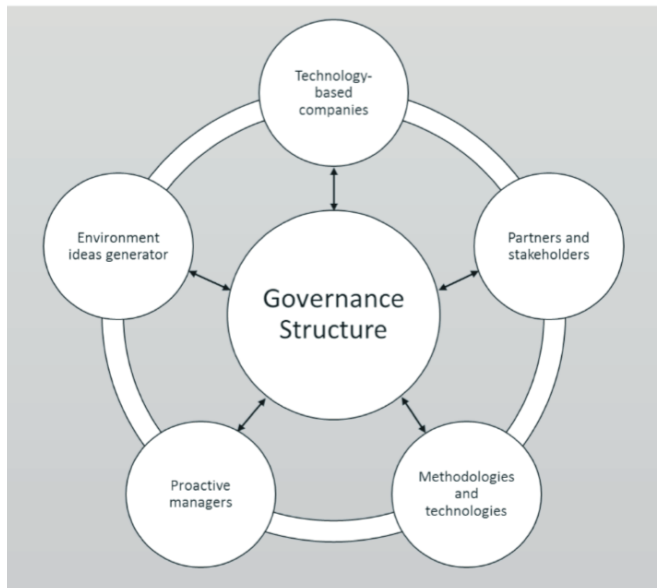 Technology-
based
companies
Environment
ideas generator
Partners and
stakeholders
Governance
Structure
Proactive
managers
Methodologies
and
technologies